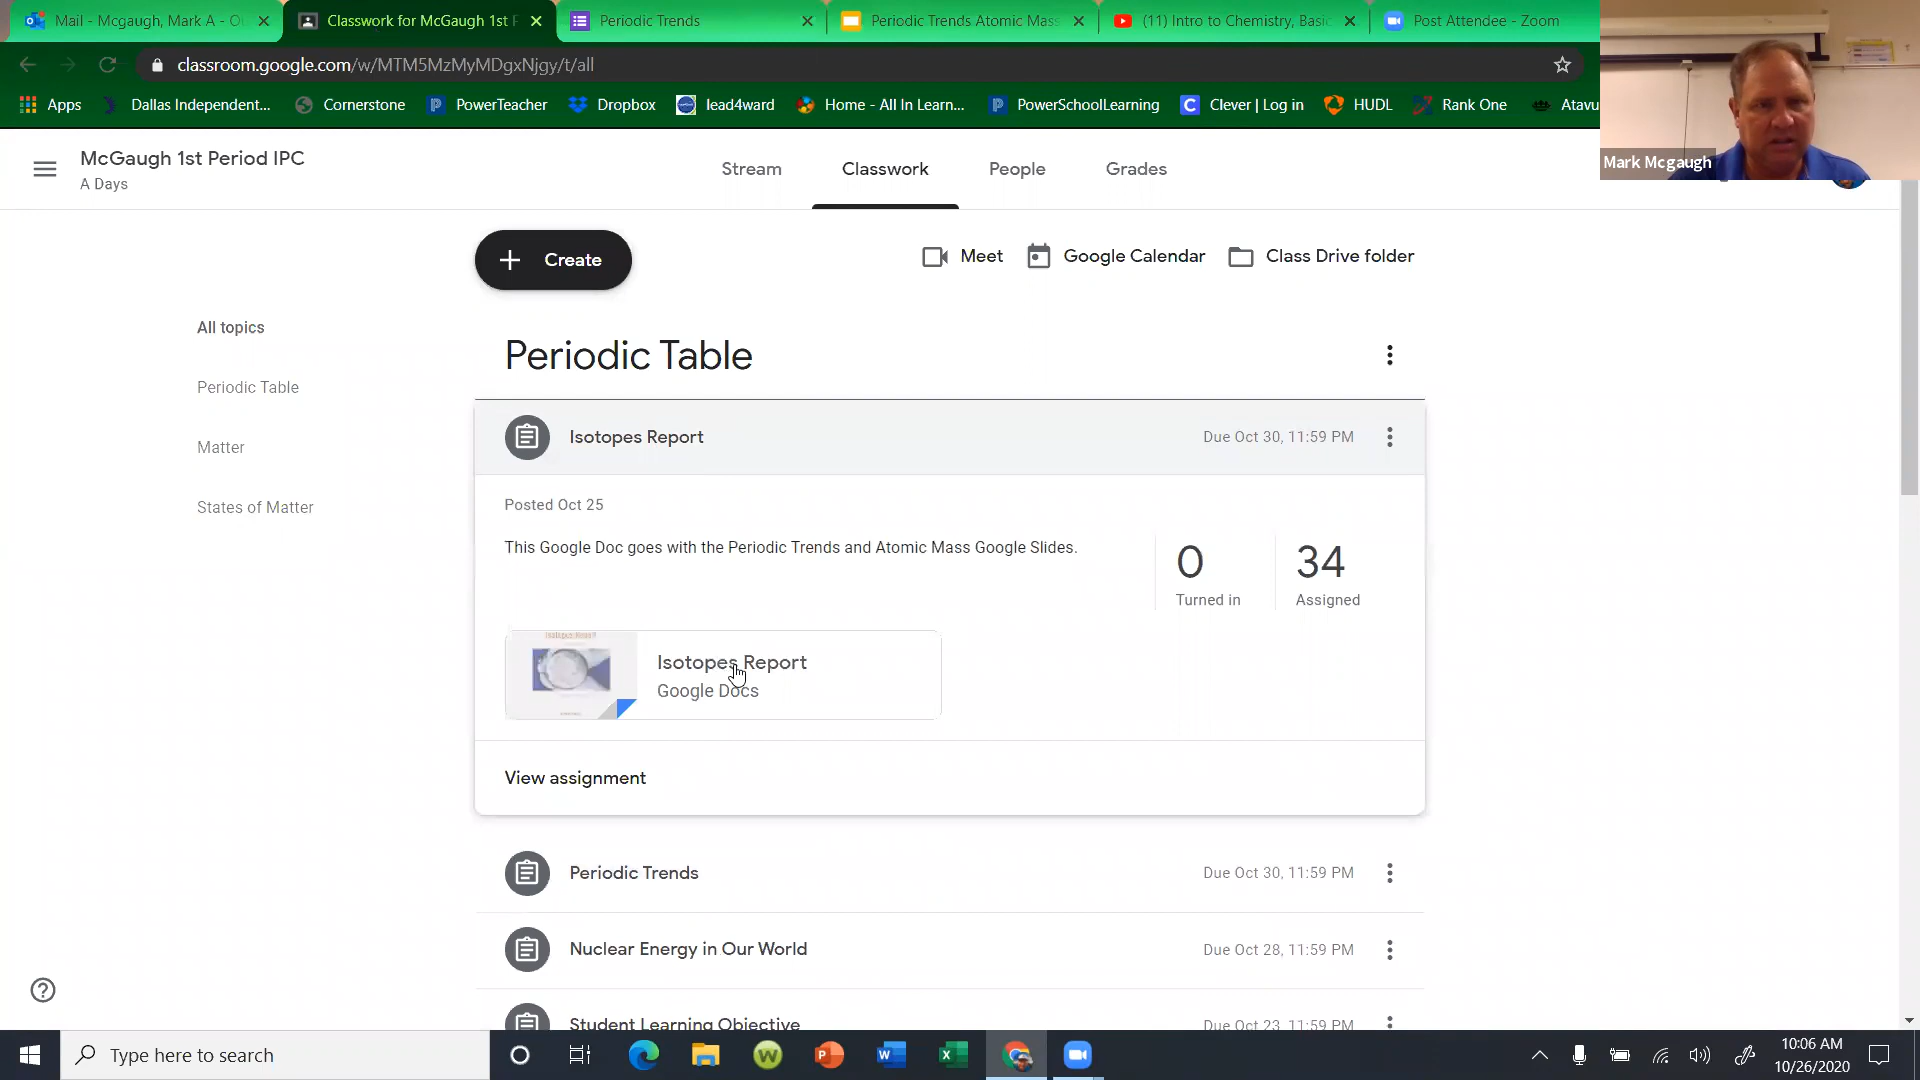 Mail - Mcgaugh, Mark A - O
Classwork for McGaugh 1st P
Periodic Trends
Periodic Trends Atomic Mass
(11) Intro to Chemistry, Basic
Post Attendee - Zoom
classroom.google.com/w/MTM5MzMyMDgxNjgy/t/all
Apps
Dallas Independent...
Cornerstone
PowerTeacher
Dropbox
lead4ward
Home - All In Learn...
PowerSchoolLearning
Clever | Log in
HUDL
Rank One
Atavu
Mark Mcgaugh
McGaugh 1st Period IPC
A Days
Stream
Classwork
People
Grades
Create
Meet
Google Calendar
Class Drive folder
All topics
Periodic Table
Matter
States of Matter
Periodic Table
Isotopes Report
Due Oct 30, 11:59 PM
Posted Oct 25
This Google Doc goes with the Periodic Trends and Atomic Mass Google Slides.
0
Turned in
34
Assigned
Isotopes Report
Isotopes Report
Google Docs
View assignment
Periodic Trends
Due Oct 30, 11:59 PM
Nuclear Energy in Our World
Due Oct 28, 11:59 PM
Student Learning Objective
Due Oct 23, 11:59 PM
Type here to search
10:06 AM
10/26/2020